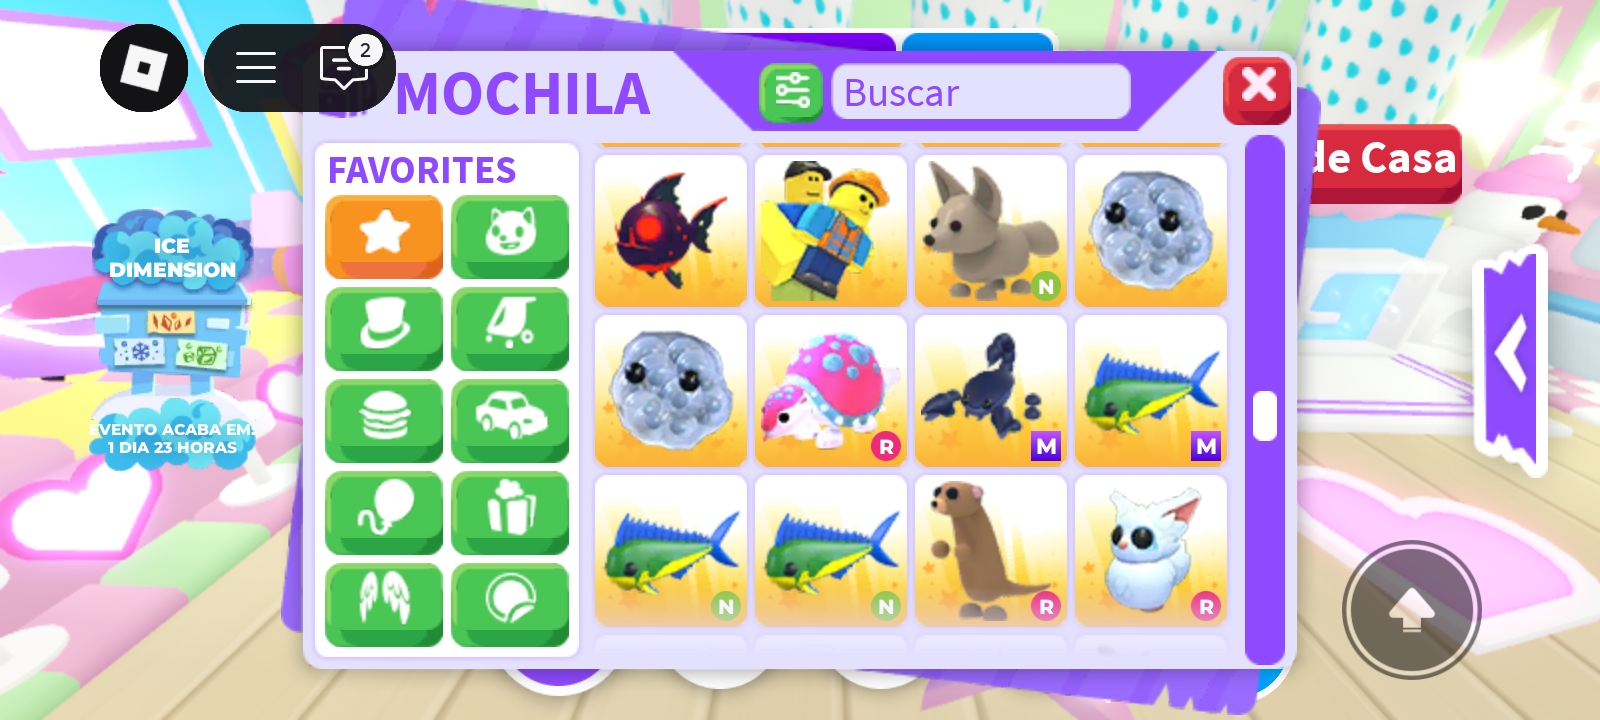 2
MOCHILA
Buscar
de Casa
FAVORITES
ICE
DIMENSION
EVENTO ACABA EM:
1 DIA 23 HORAS
N
R
M
M
N
N
R
R